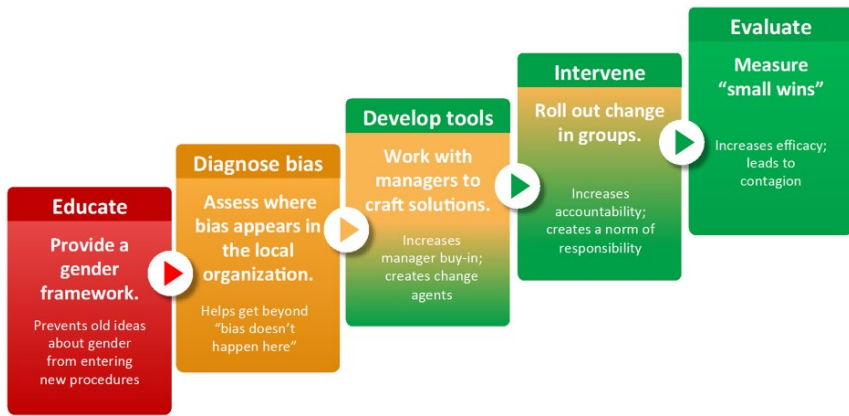 Educate
Provide a
gender
framework.
Prevents old ideas
about gender
from entering
new procedures
Diagnose bias
Assess where
bias appears in
the local
organization.
Helps get beyond
“bias doesn’t
happen here”
Develop tools
Work with
managers to
craft solutions.
Increases
manager buy-in;
creates change
agents
Intervene
Roll out change
in groups.
Increases
accountability;
creates a norm of
responsibility
Evaluate
Measure
“small wins”
Increases efficacy;
leads to
contagion